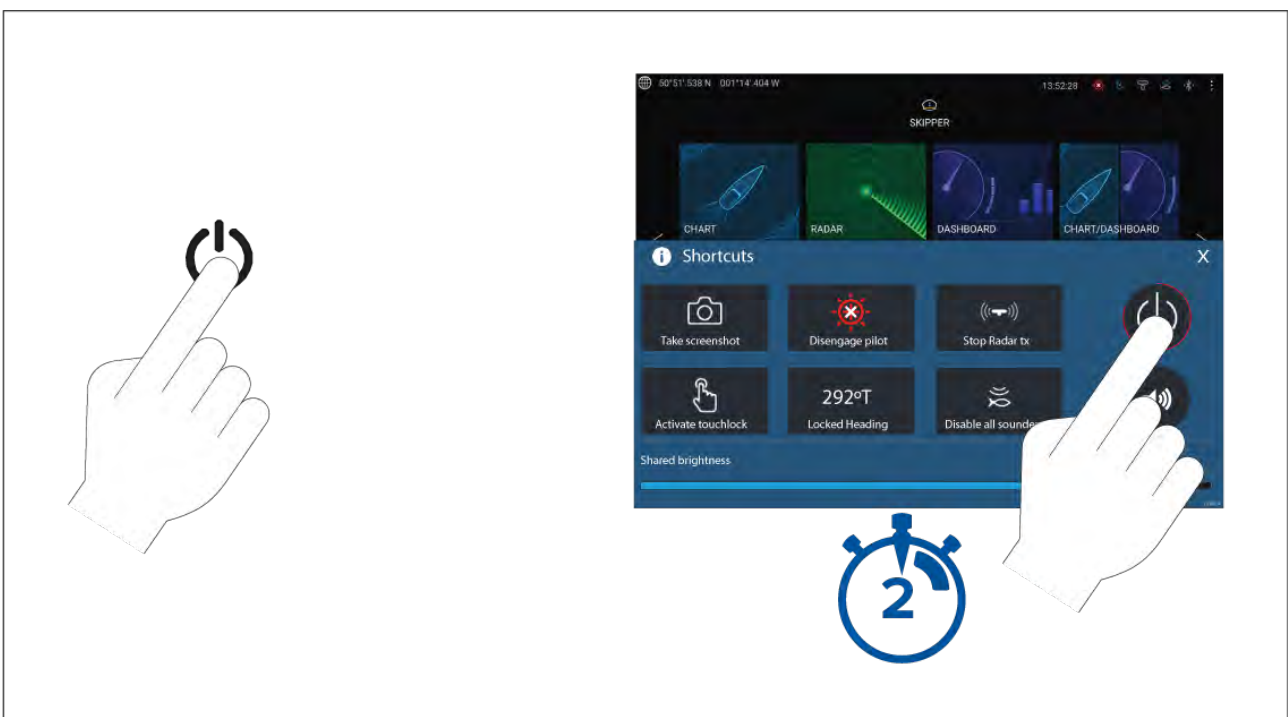 50°51'.538 N 001°14'.404 W
13:52:28
SKIPPER
CHART
RADAR
DASHBOARD
CHART/DASHBOARD
Shortcuts
X
Take screenshot
Disengage pilot
Stop Radar tx
292°T
Activate touchlock
Locked Heading
Disable all sounde
Shared brightness
2